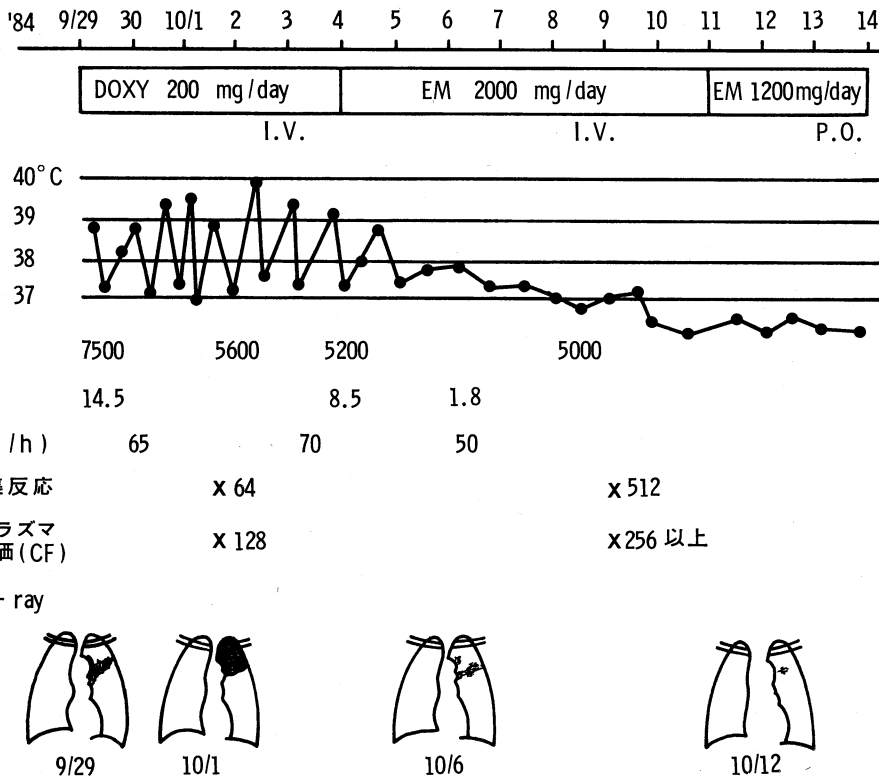 '84 9/29 30 10/1 2 3 4 5 6 7 8 9 10 11 12 13 14
DOXY 200 mg/day EM 2000 mg/day EM 1200mg/day
I.V. I.V. P.O.
40°C
39
38
37
7500 5600 5200 5000
14.5 8.5 1.8
/h) 65 70 50
反応 x 64 x 512
ラズマ
価(CF) x 128 x 256 以上
- ray
9/29 10/1 10/6 10/12